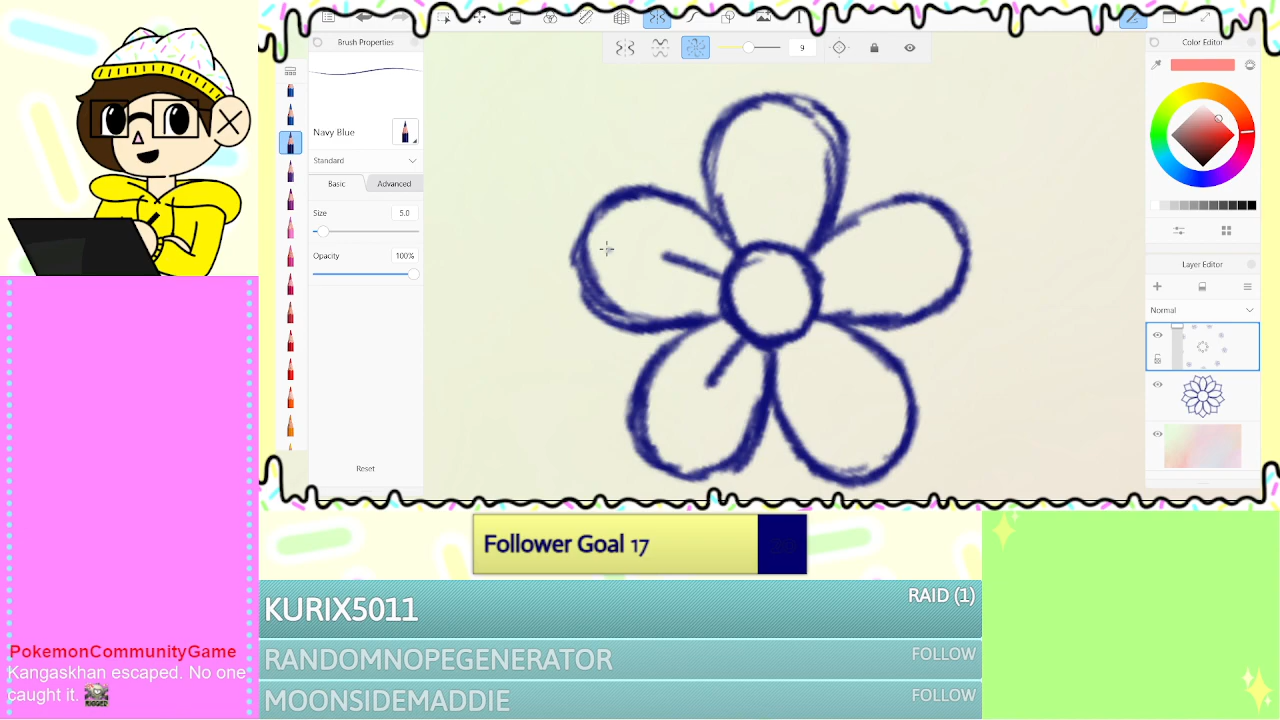 Brush Properties
9
Color Editor
Navy Blue
Standard
Basic
Advanced
Size
5.0
Opacity
100%
Reset
Layer Editor
Normal
Follower Goal 17
KURIX5011
RAID (1)
RANDOMNOPEGENERATOR
FOLLOW
MOONSIDEMADDIE
FOLLOW
PokemonCommunityGame
Kangaskhan escaped. No one
caught it.